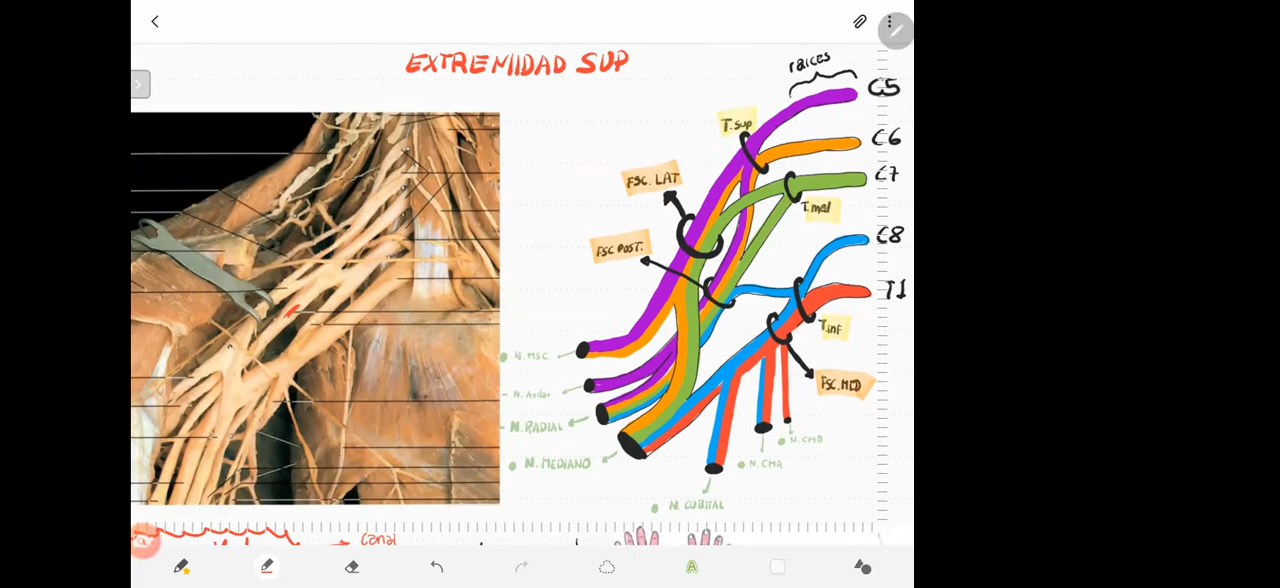 EXTREMIDAD SUP
raices
C5
T.sup
C6
FSC. LAT
C7
T.med
C8
FSC POST.
T1
T.inf
N. MSC.
FSC. MED
N. Axilar
N. RADIAL
N. CMB
N. MEDIANO
N. CMA
N. CUBITAL
Canal
A